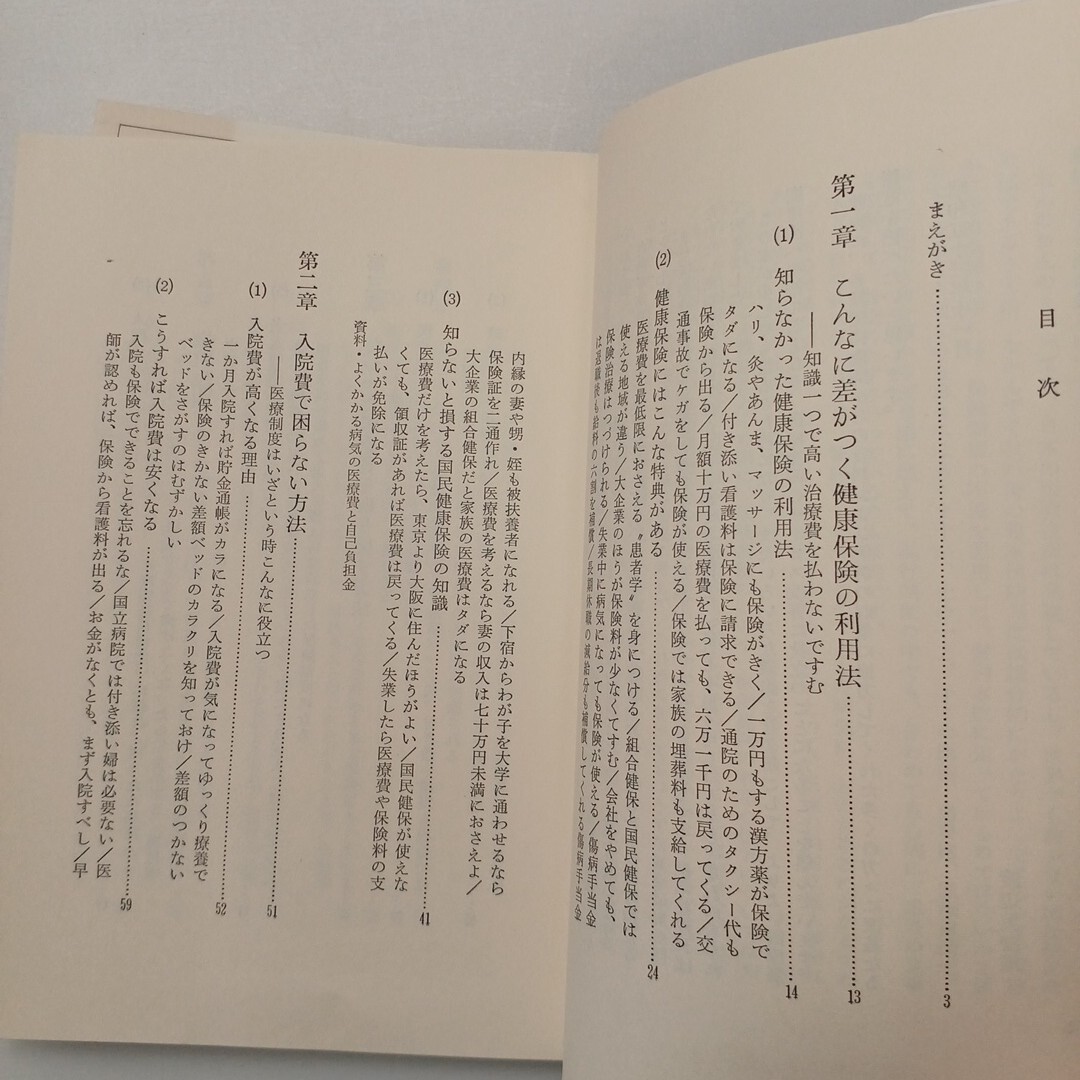 目次
まえがき……3
第一章 こんなに差がつく健康保険の利用法……13
――知識一つで高い治療費を払わないですむ
(1) 知らなかった健康保険の利用法……14
ハリ、灸やあんま、マッサージにも保険がきく／一万円もする漢方薬が保険で
タダになる／付き添い看護料は保険に請求できる／通院のためのタクシー代も
保険から出る／月額十万円の医療費を払っても、六万一千円は戻ってくる／交
通事故でケガをしても保険が使える／保険では家族の埋葬料も支給してくれる
(2) 健康保険にはこんな特典がある……24
医療費を最低限におさえる〝患者学〟を身につける／組合健保と国民健保では
使える地域が違う／大企業のほうが保険料が少なくてすむ／会社をやめても、
保険治療はつづけられる／失業中に病気になっても保険が使える／傷病手当金
は退職後も給料の六割を補償／長期休職の減給分も補償してくれる傷病手当金
内縁の妻や甥・姪も被扶養者になれる／下宿からわが子を大学に通わせるなら
保険証を二通作れ／医療費を考えるなら妻の収入は七十万円未満におさえよ／
大企業の組合健保だと家族の医療費はタダになる
(3) 知らないと損する国民健康保険の知識……41
医療費だけを考えたら、東京より大阪に住んだほうがよい／国民健保が使えな
くても、領収証があれば医療費は戻ってくる／失業したら医療費や保険料の支
払いが免除になる
資料・よくかかる病気の医療費と自己負担金
第二章 入院費で困らない方法……51
――医療制度はいざという時こんなに役立つ
(1) 入院費が高くなる理由……52
一か月入院すれば貯金通帳がカラになる／入院費が気になってゆっくり療養で
きない／保険のきかない差額ベッドのカラクリを知っておけ／差額のつかない
ベッドをさがすのはむずかしい
(2) こうすれば入院費は安くなる……59
入院も保険でできることを忘れるな／国立病院では付き添い婦は必要ない／医
師が認めれば、保険から看護料が出る／お金がなくとも、まず入院すべし／早